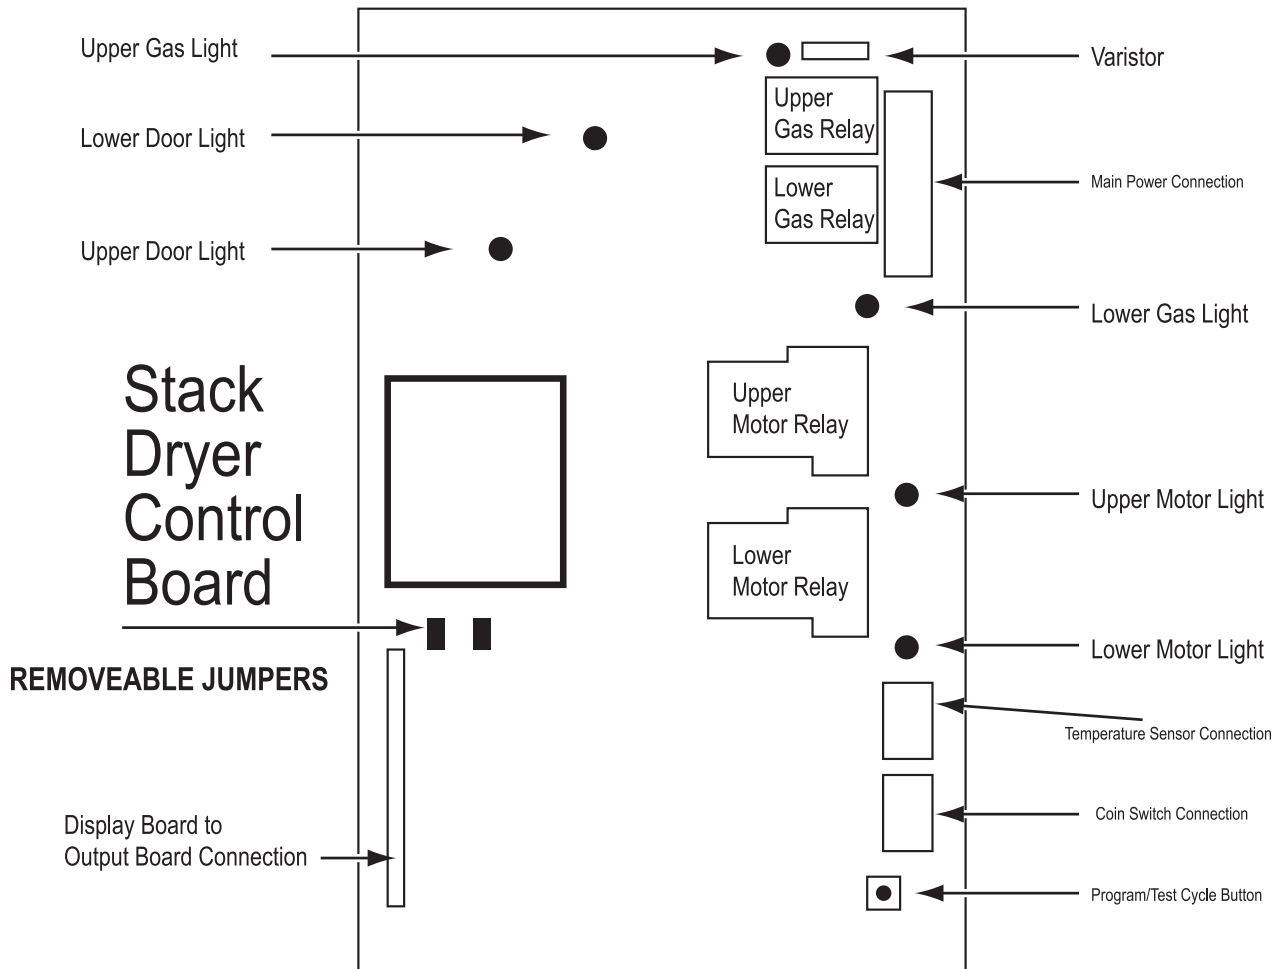 Upper Gas Light
Varistor
Upper
Gas Relay
Lower Door Light
Main Power Connection
Lower
Gas Relay
Upper Door Light
Lower Gas Light
Stack
Dryer
Control
Board
Upper
Motor Relay
Upper Motor Light
Lower
Motor Relay
REMOVEABLE JUMPERS
Lower Motor Light
Temperature Sensor Connection
Display Board to
Output Board Connection
Coin Switch Connection
Program/Test Cycle Button